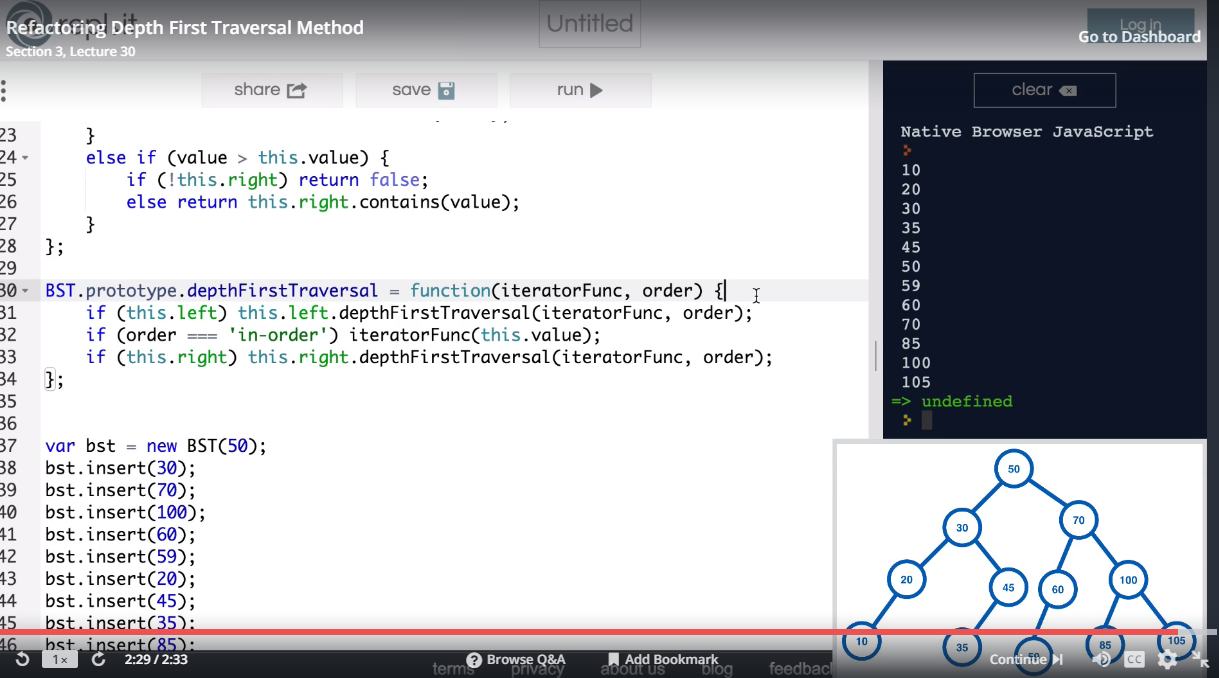 Refactoring Depth First Traversal Method
Section 3, Lecture 30
repl.it
Untitled
Log in
Go to Dashboard
share
save
run
clear
23 }
24 else if (value > this.value) {
25 if (!this.right) return false;
26 else return this.right.contains(value);
27 }
28 };
29
30 BST.prototype.depthFirstTraversal = function(iteratorFunc, order) {
31 if (this.left) this.left.depthFirstTraversal(iteratorFunc, order);
32 if (order === 'in-order') iteratorFunc(this.value);
33 if (this.right) this.right.depthFirstTraversal(iteratorFunc, order);
34 };
35
36
37 var bst = new BST(50);
38 bst.insert(30);
39 bst.insert(70);
40 bst.insert(100);
41 bst.insert(60);
42 bst.insert(59);
43 bst.insert(20);
44 bst.insert(45);
45 bst.insert(35);
46 bst.insert(85);
Native Browser JavaScript
10
20
30
35
45
50
59
60
70
85
100
105
=> undefined
50
30
70
20
45
60
100
10
35
59
85
105
1×
2:29 / 2:33
Browse Q&A
Add Bookmark
Continue
CC
terms
privacy
about us
blog
feedback